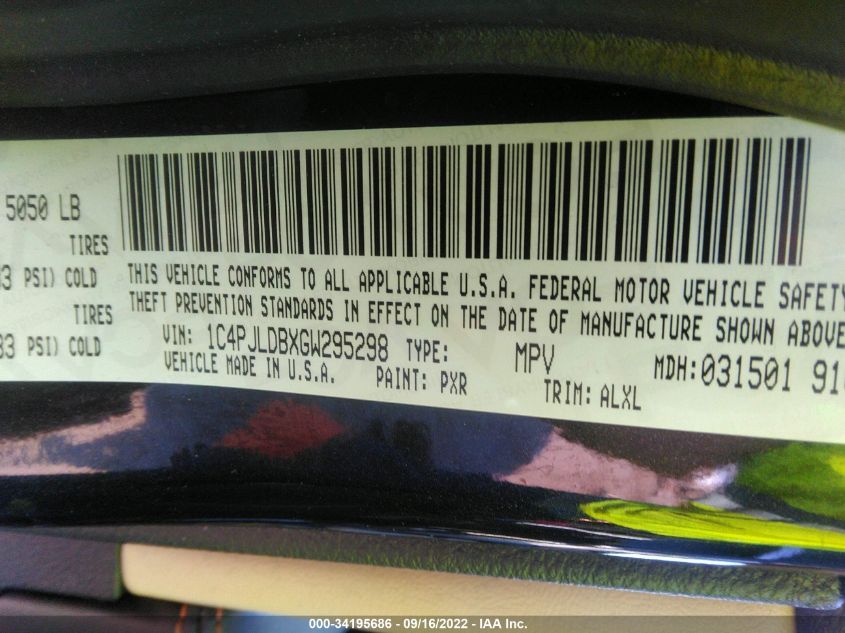 5050 LB
TIRES
33 PSI) COLD
TIRES
33 PSI) COLD
THIS VEHICLE CONFORMS TO ALL APPLICABLE U.S.A. FEDERAL MOTOR VEHICLE SAFETY
THEFT PREVENTION STANDARDS IN EFFECT ON THE DATE OF MANUFACTURE SHOWN ABOVE
VIN: 1C4PJLDBXGW295298 TYPE: MPV MDH: 031501 91
VEHICLE MADE IN U.S.A. PAINT: PXR TRIM: ALXL
000-34195686 - 09/16/2022 - IAA Inc.